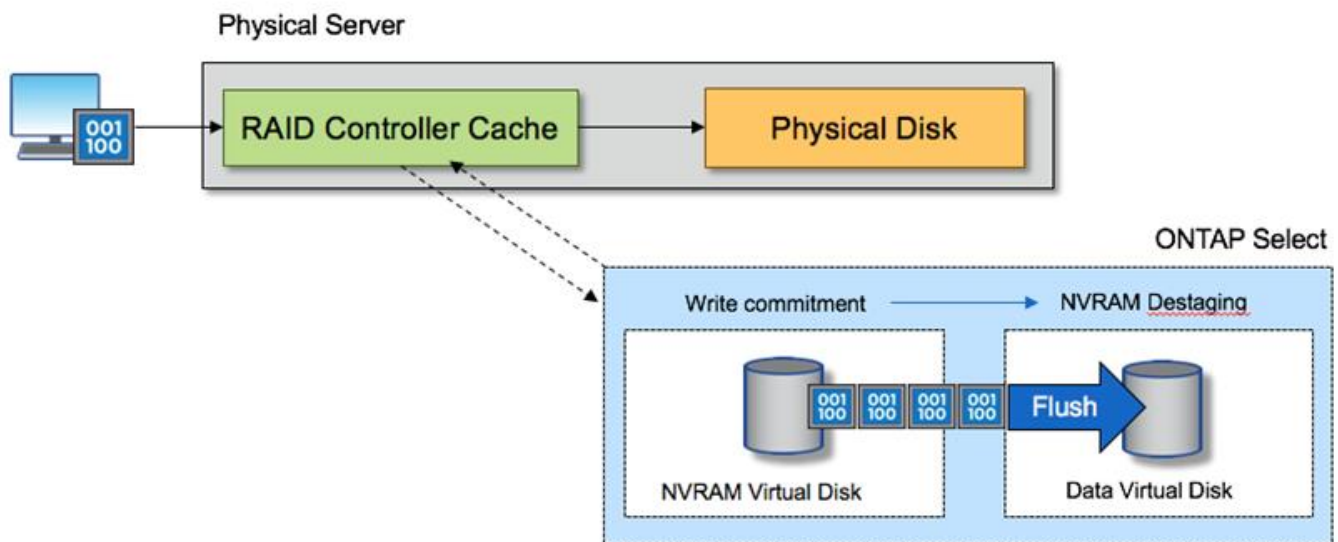 Physical Server
001
100
RAID Controller Cache
Physical Disk
ONTAP Select
Write commitment
NVRAM Destaging
001
100
001
100
001
100
001
100
Flush
NVRAM Virtual Disk
Data Virtual Disk